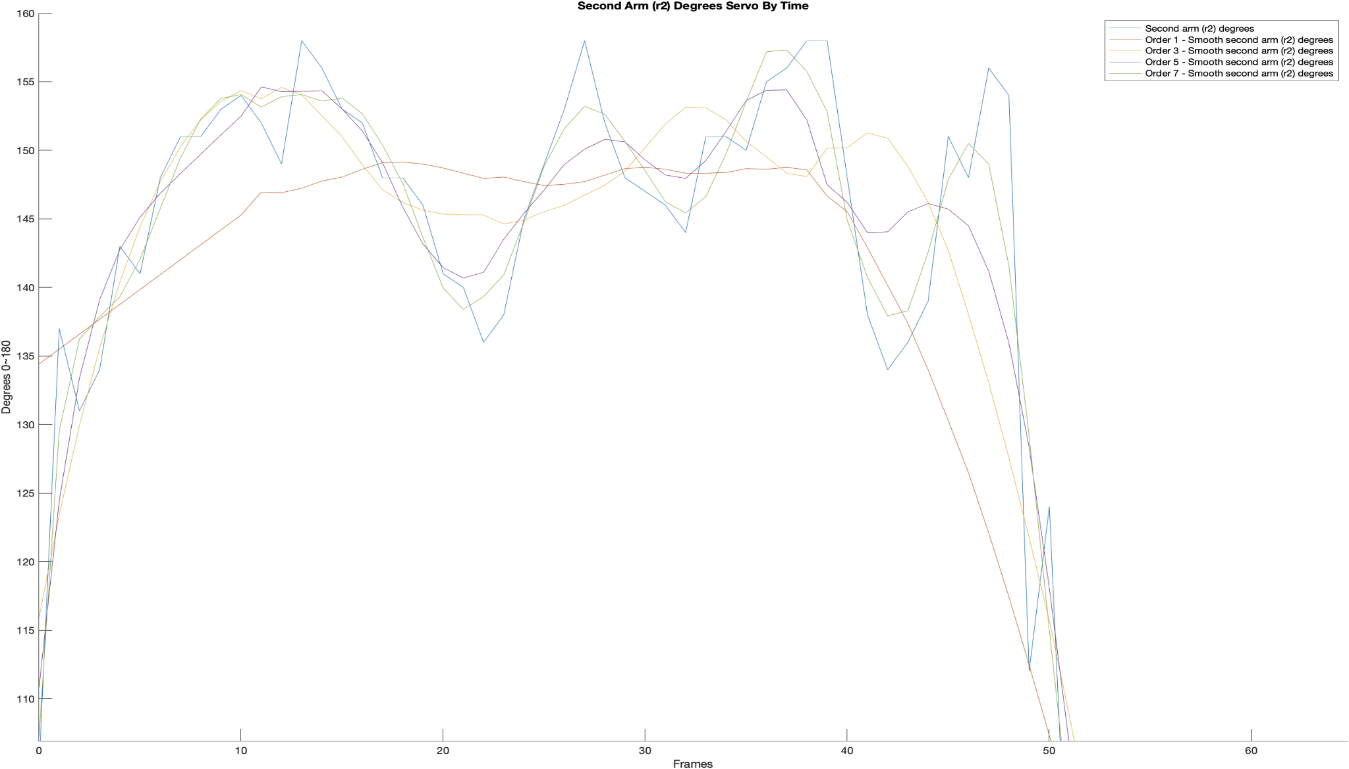 Second Arm (r2) Degrees Servo By Time
Second arm (r2) degrees
Order 1 - Smooth second arm (r2) degrees
Order 3 - Smooth second arm (r2) degrees
Order 5 - Smooth second arm (r2) degrees
Order 7 - Smooth second arm (r2) degrees
Degrees 0~180
160
155
150
145
140
135
130
125
120
115
110
0 10 20 30 40 50 60
Frames